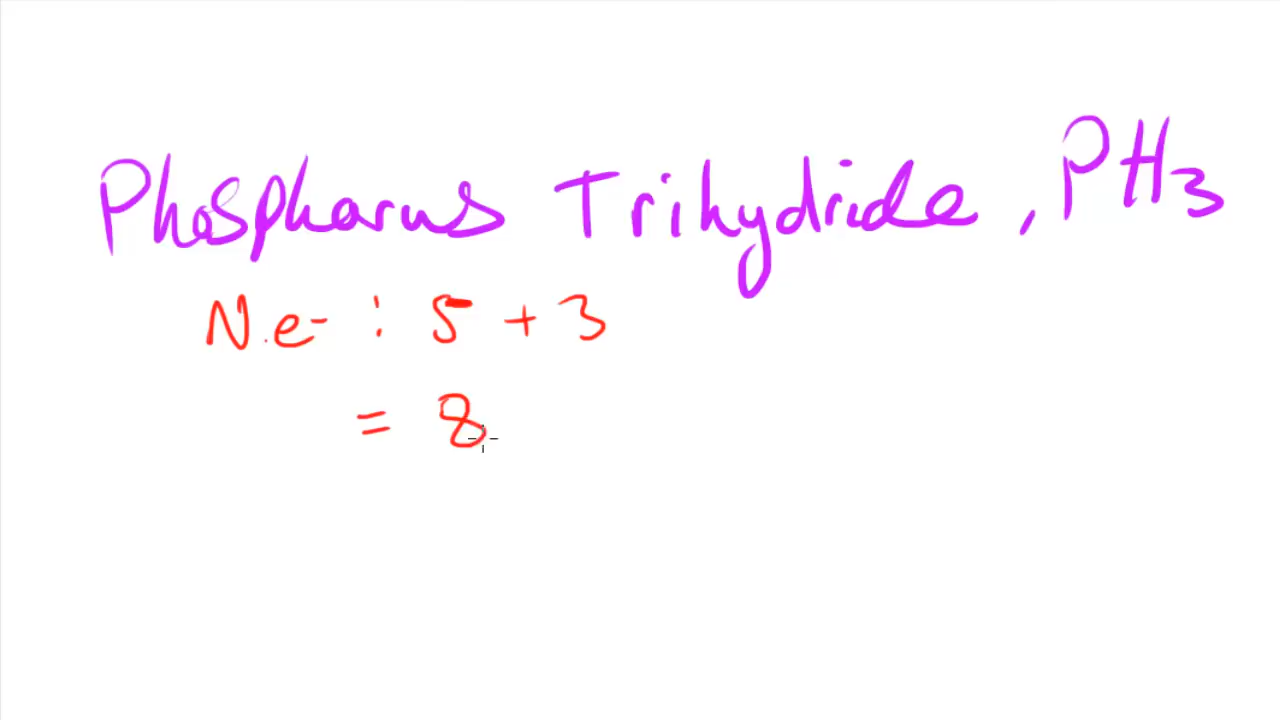 Phospharus Trihydride, PH3
N.e- : 5 + 3
= 8